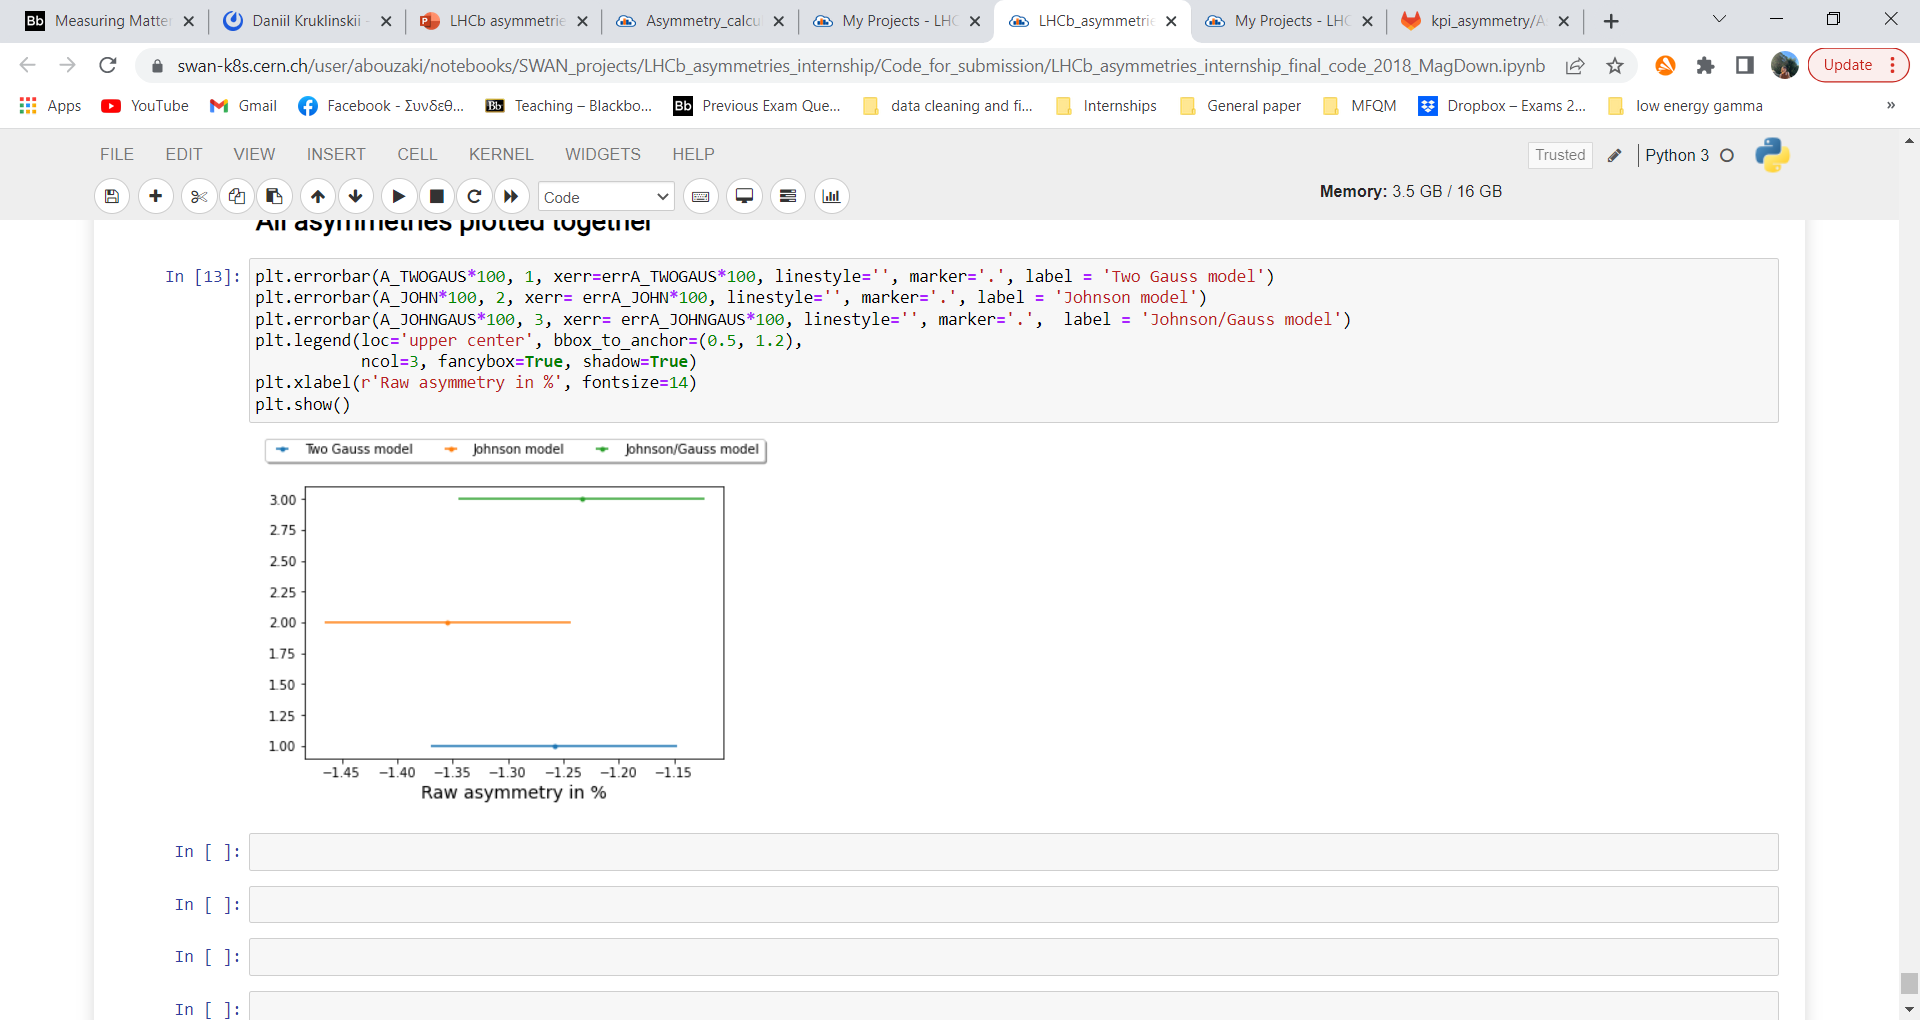 Bb Measuring Matter
Daniil Kruklinskii -
LHCb asymmetrie
Asymmetry_calcu
My Projects - LHC
LHCb_asymmetrie
My Projects - LHC
kpi_asymmetry/A
swan-k8s.cern.ch/user/abouzaki/notebooks/SWAN_projects/LHCb_asymmetries_internship/Code_for_submission/LHCb_asymmetries_internship_final_code_2018_MagDown.ipynb
Update
Apps
YouTube
Gmail
Facebook - Συνδεθ...
Bb Teaching – Blackbo...
Bb Previous Exam Que...
data cleaning and fi...
Internships
General paper
MFQM
Dropbox – Exams 2...
low energy gamma
»
FILE EDIT VIEW INSERT CELL KERNEL WIDGETS HELP
Trusted
Python 3
Code
Memory: 3.5 GB / 16 GB
All asymmetries plotted together
In [13]:
plt.errorbar(A_TWOGAUS*100, 1, xerr=errA_TWOGAUS*100, linestyle='', marker='.', label = 'Two Gauss model')
plt.errorbar(A_JOHN*100, 2, xerr= errA_JOHN*100, linestyle='', marker='.', label = 'Johnson model')
plt.errorbar(A_JOHNGAUS*100, 3, xerr= errA_JOHNGAUS*100, linestyle='', marker='.',  label = 'Johnson/Gauss model')
plt.legend(loc='upper center', bbox_to_anchor=(0.5, 1.2),
ncol=3, fancybox=True, shadow=True)
plt.xlabel(r'Raw asymmetry in %', fontsize=14)
plt.show()
Two Gauss model Johnson model Johnson/Gauss model
3.00
2.75
2.50
2.25
2.00
1.75
1.50
1.25
1.00
−1.45 −1.40 −1.35 −1.30 −1.25 −1.20 −1.15
Raw asymmetry in %
In [ ]:
In [ ]:
In [ ]:
In [ ]: